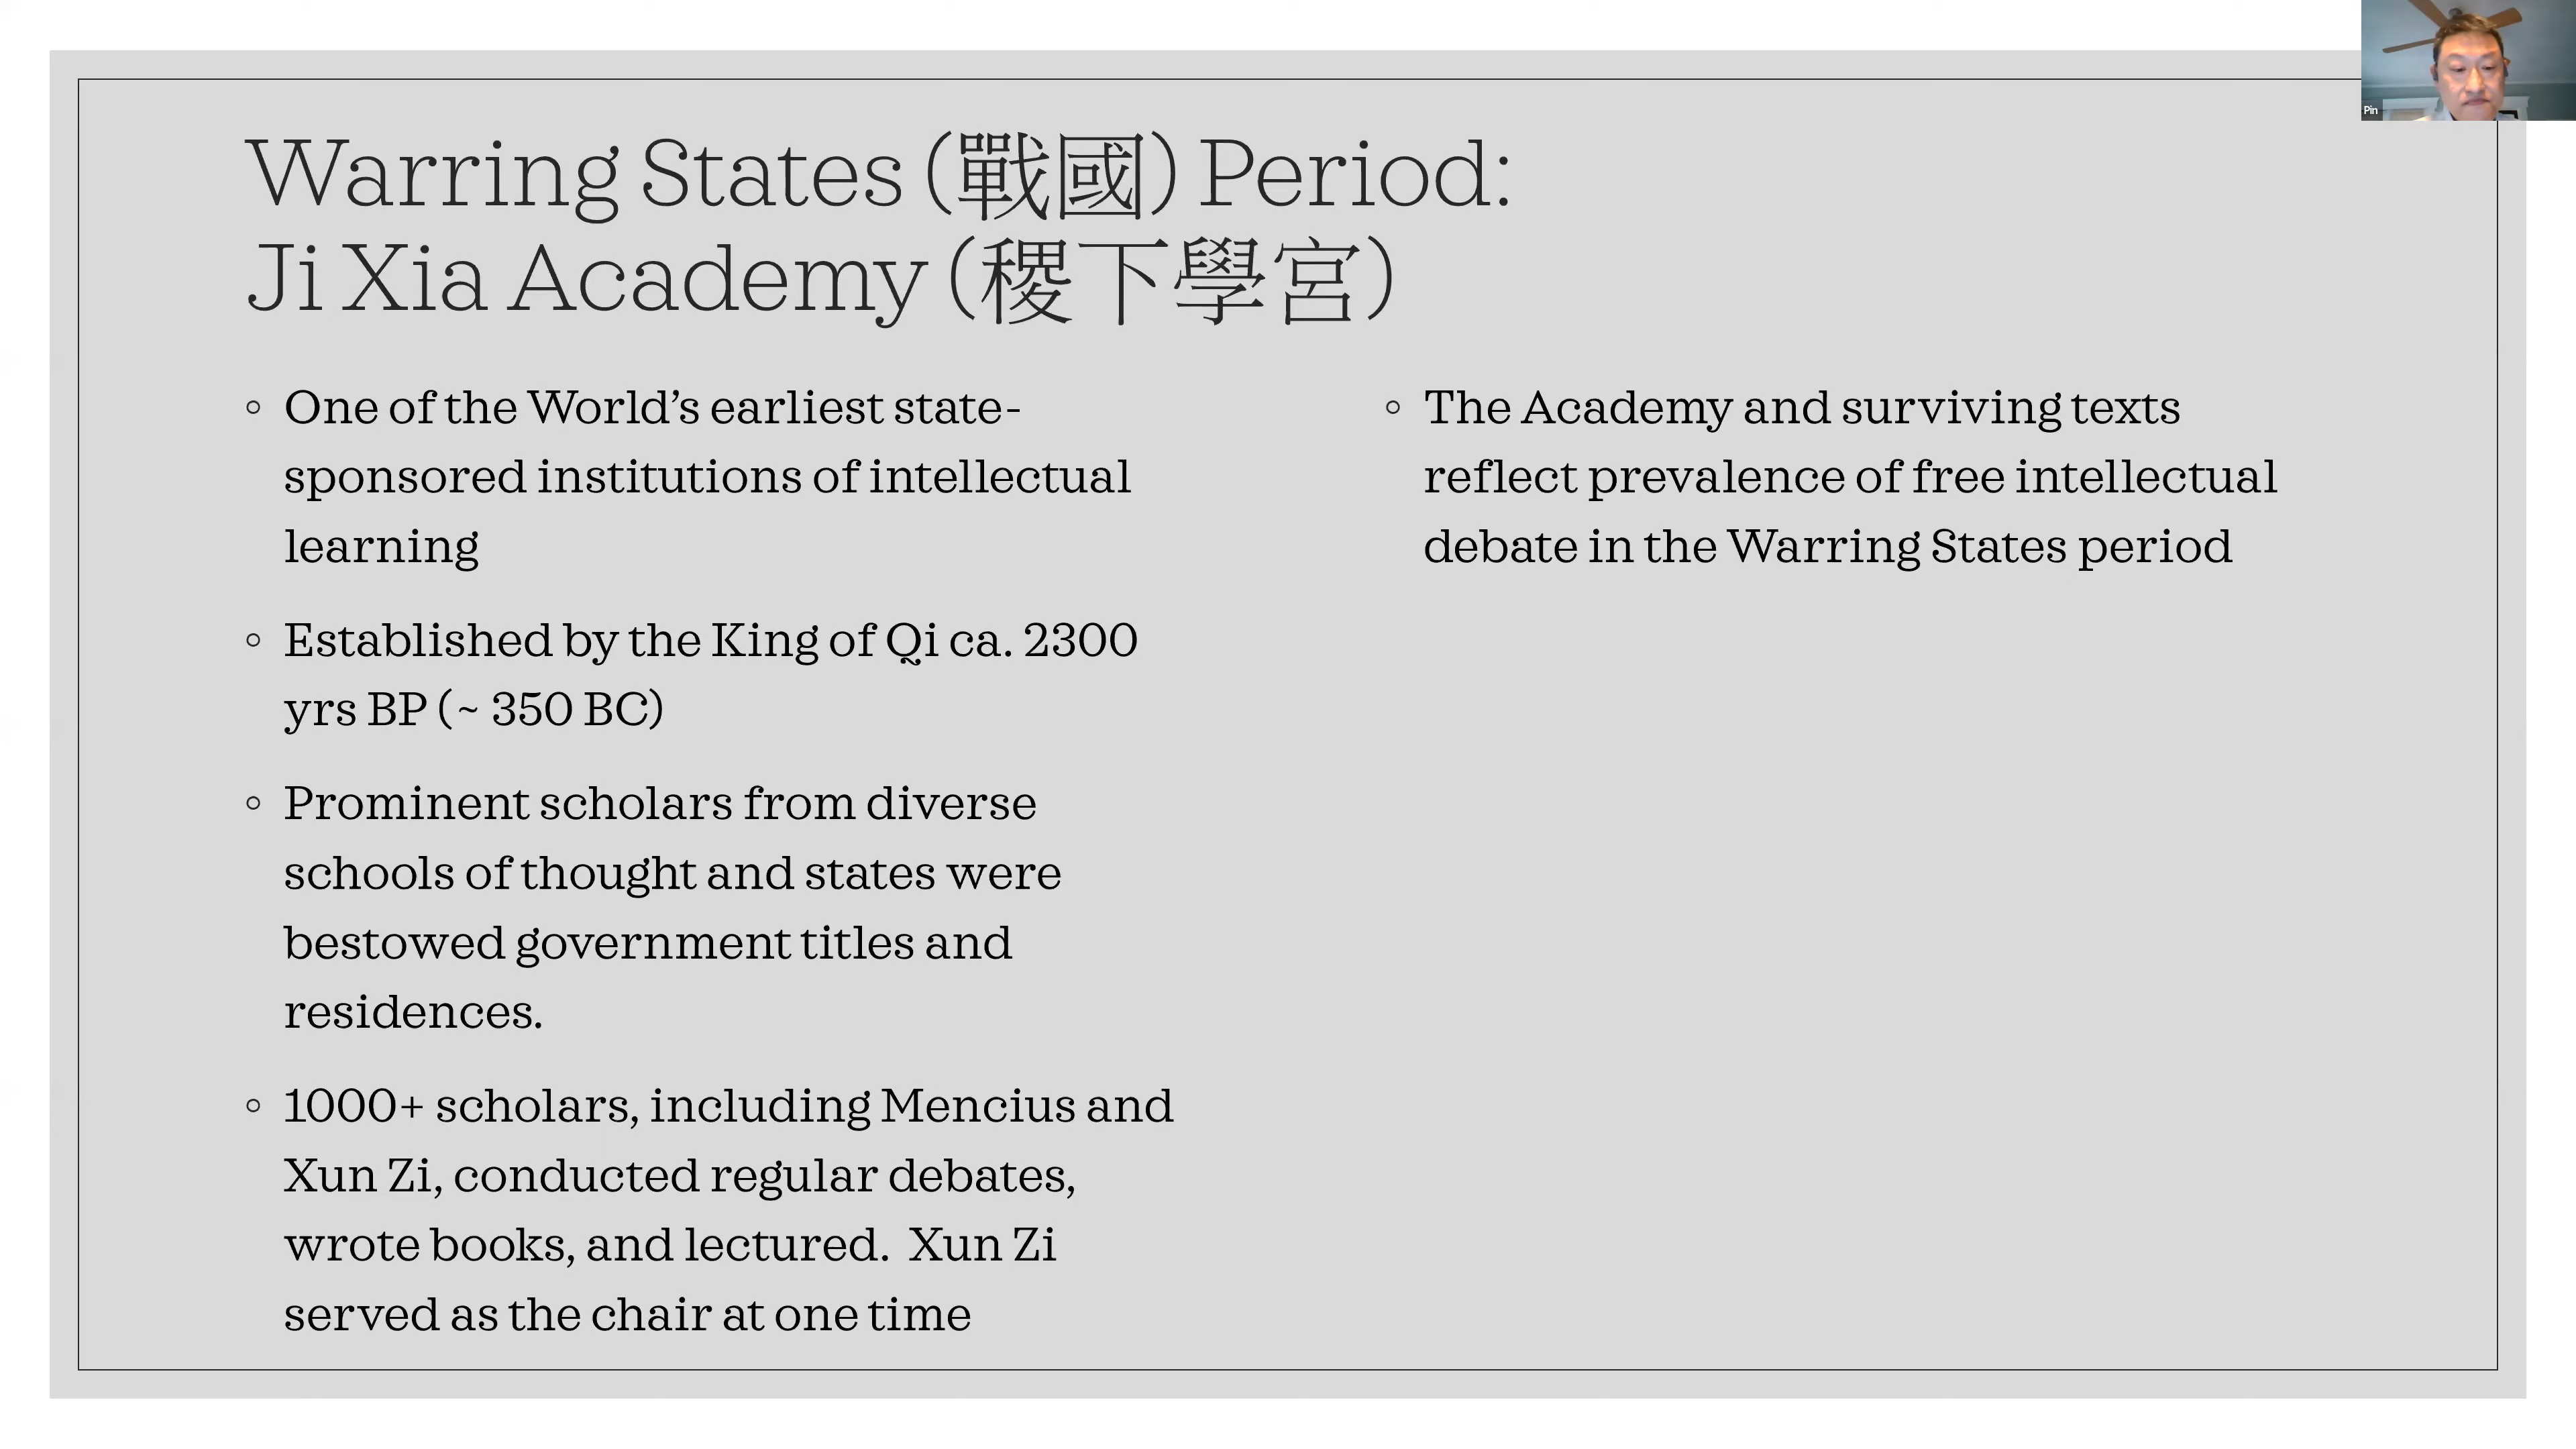 Warring States (戰國) Period:
Ji Xia Academy (稷下學宮)
One of the World's earliest state-
sponsored institutions of intellectual
learning
Established by the King of Qi ca. 2300
yrs BP (~ 350 BC)
Prominent scholars from diverse
schools of thought and states were
bestowed government titles and
residences.
1000+ scholars, including Mencius and
Xun Zi, conducted regular debates,
wrote books, and lectured.  Xun Zi
served as the chair at one time
The Academy and surviving texts
reflect prevalence of free intellectual
debate in the Warring States period
Pin